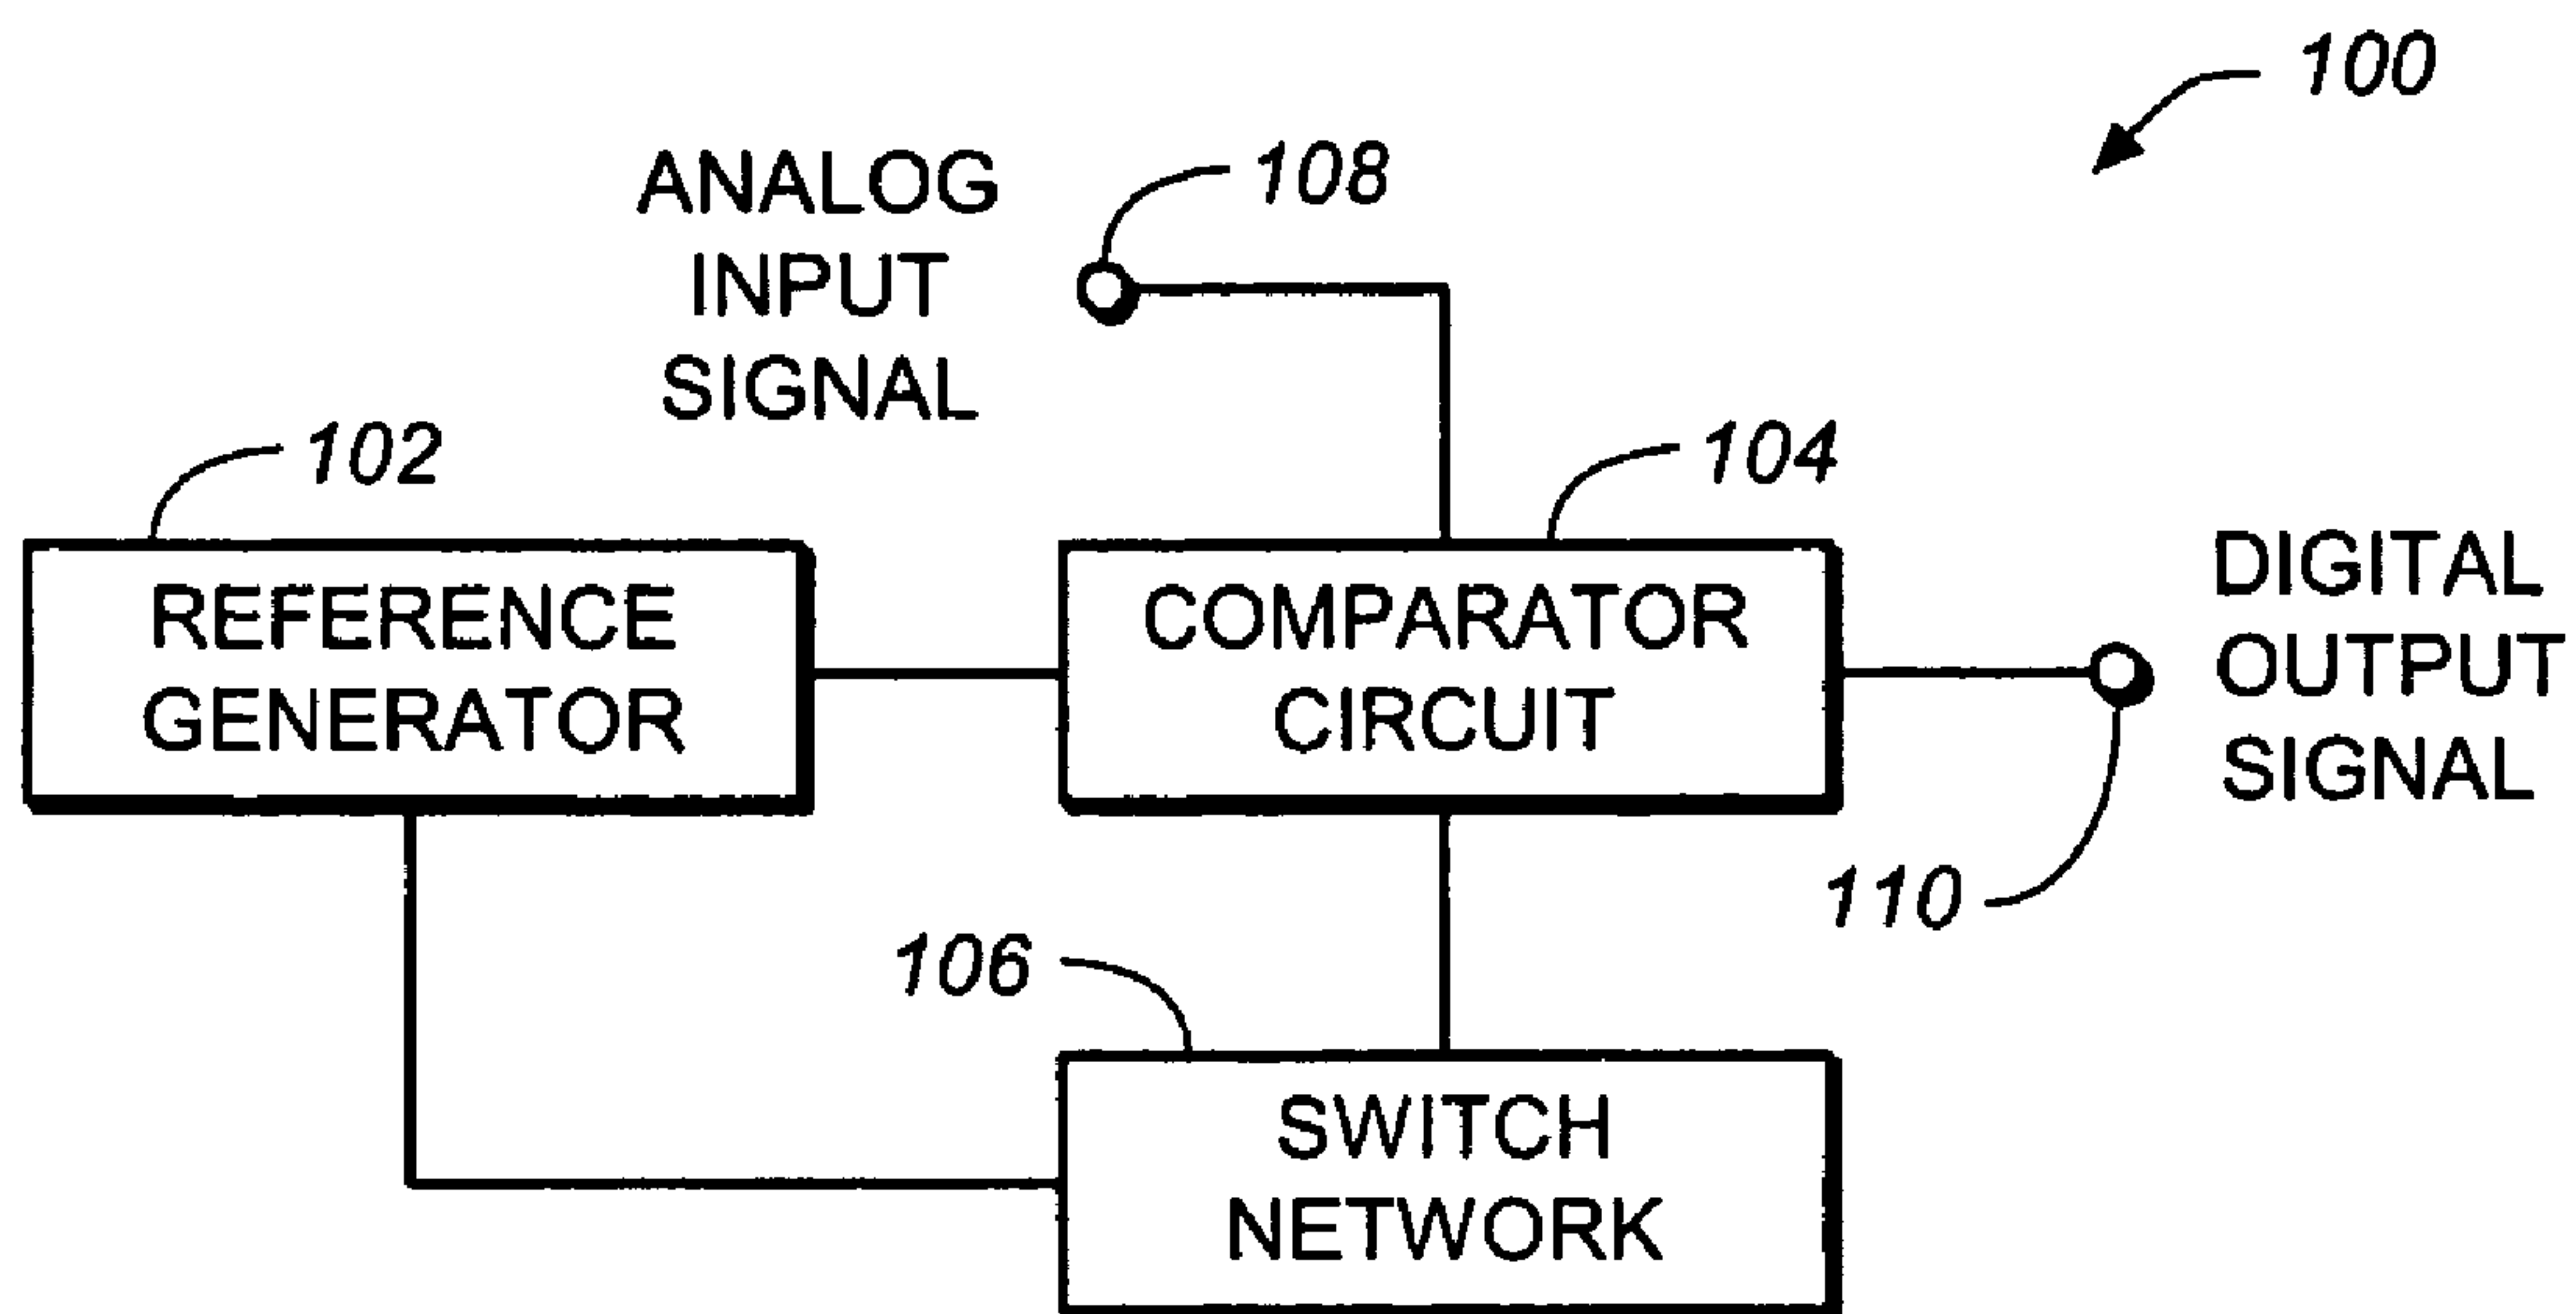 100
ANALOG
INPUT
SIGNAL
108
102
104
REFERENCE
GENERATOR
COMPARATOR
CIRCUIT
DIGITAL
OUTPUT
SIGNAL
110
106
SWITCH
NETWORK